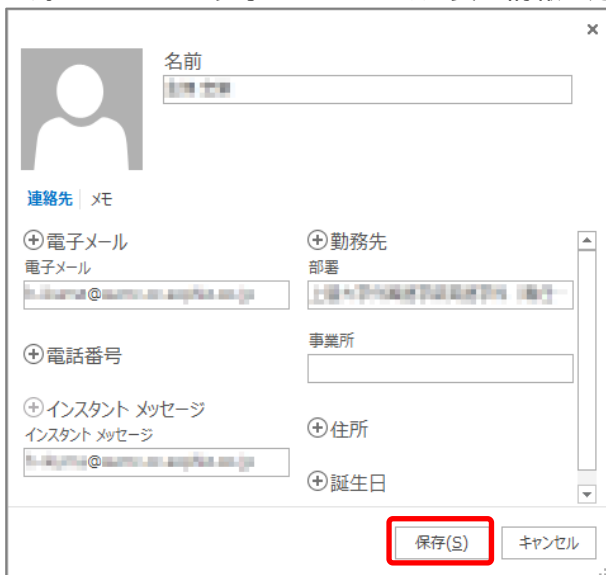 名前
連絡先 メモ
電子メール
電子メール
@
電話番号
インスタント メッセージ
インスタント メッセージ
@
勤務先
部署
事業所
住所
誕生日
保存(S) キャンセル